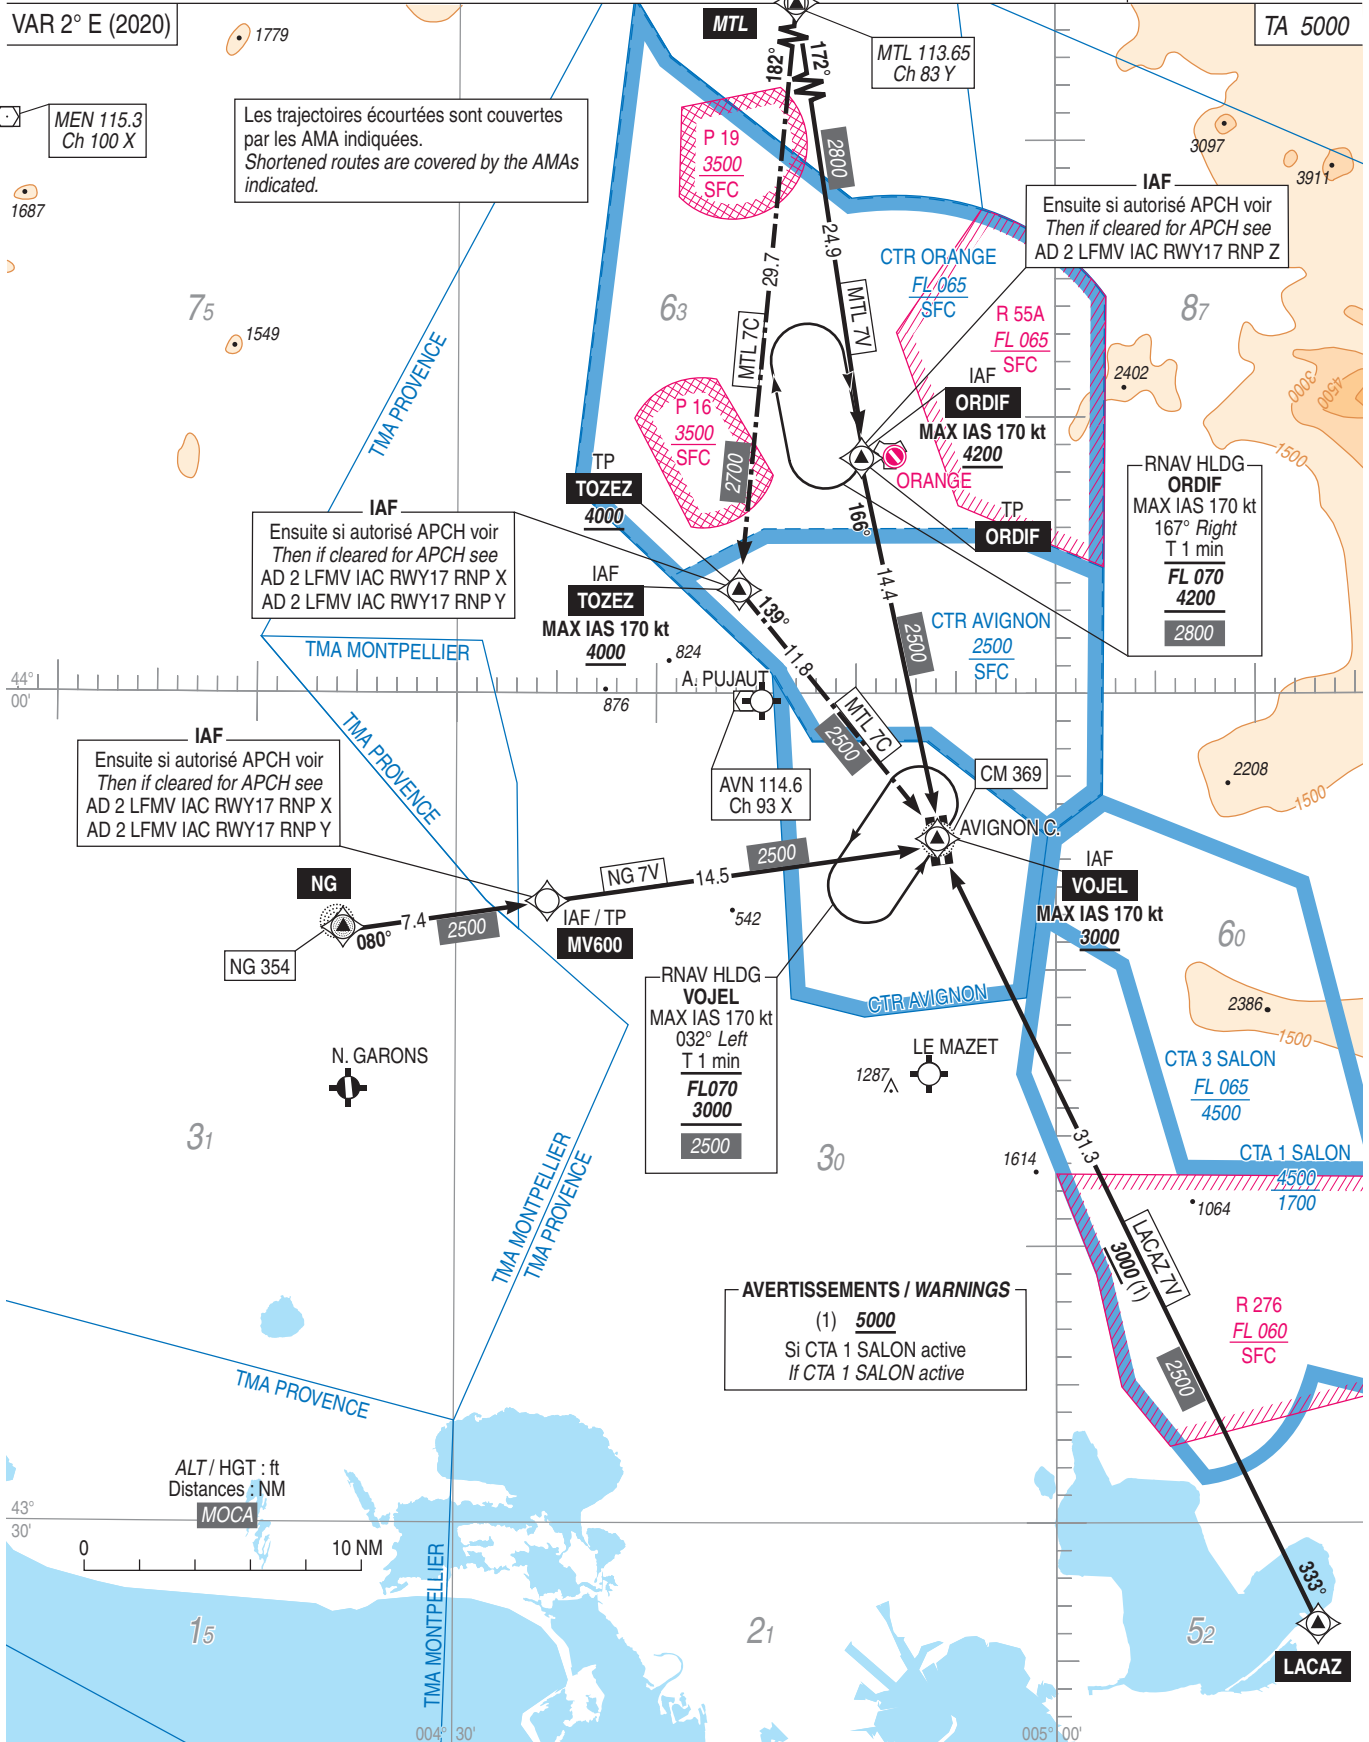 VAR 2° E (2020)
MTL
TA 5000
1779
MTL 113.65
Ch 83 Y
182°
172°
MEN 115.3
Ch 100 X
Les trajectoires écourtées sont couvertes
par les AMA indiquées.
Shortened routes are covered by the AMAs
indicated.
P 19
3500
SFC
2800
3097
3911
1687
IAF
Ensuite si autorisé APCH voir
Then if cleared for APCH see
AD 2 LFMV IAC RWY17 RNP Z
24.9
29.7
CTR ORANGE
FL 065
SFC
75
63
87
MTL 7V
MTL 7C
R 55A
FL 065
SFC
1549
TMA PROVENCE
2402
3000
4500
IAF
ORDIF
MAX IAS 170 kt
4200
P 16
3500
SFC
ORANGE
1500
2700
TP
TOZEZ
4000
RNAV HLDG
ORDIF
MAX IAS 170 kt
167° Right
T 1 min
FL 070
4200
2800
IAF
Ensuite si autorisé APCH voir
Then if cleared for APCH see
AD 2 LFMV IAC RWY17 RNP X
AD 2 LFMV IAC RWY17 RNP Y
166°
TP
ORDIF
IAF
TOZEZ
MAX IAS 170 kt
4000
139°
14.4
2500
CTR AVIGNON
2500
SFC
TMA MONTPELLIER
824
11.8
44°
00'
A. PUJAUT
876
MTL 7C
2500
TMA PROVENCE
IAF
Ensuite si autorisé APCH voir
Then if cleared for APCH see
AD 2 LFMV IAC RWY17 RNP X
AD 2 LFMV IAC RWY17 RNP Y
AVN 114.6
Ch 93 X
CM 369
2208
1500
AVIGNON C.
2500
NG 7V
14.5
IAF
VOJEL
MAX IAS 170 kt
3000
NG
7.4
080°
2500
IAF / TP
MV600
542
60
NG 354
RNAV HLDG
VOJEL
MAX IAS 170 kt
032° Left
T 1 min
FL070
3000
2500
CTR AVIGNON
2386
1500
N. GARONS
LE MAZET
1287
CTA 3 SALON
FL 065
4500
31
30
31.3
1614
CTA 1 SALON
4500
1700
1064
TMA MONTPELLIER
TMA PROVENCE
LACAZ 7V
3000 (1)
AVERTISSEMENTS / WARNINGS
(1) 5000
Si CTA 1 SALON active
If CTA 1 SALON active
R 276
FL 060
SFC
2500
TMA PROVENCE
ALT / HGT : ft
Distances : NM
MOCA
43°
30'
0
10 NM
TMA MONTPELLIER
333°
15
21
52
LACAZ
004° 30'
005° 00'